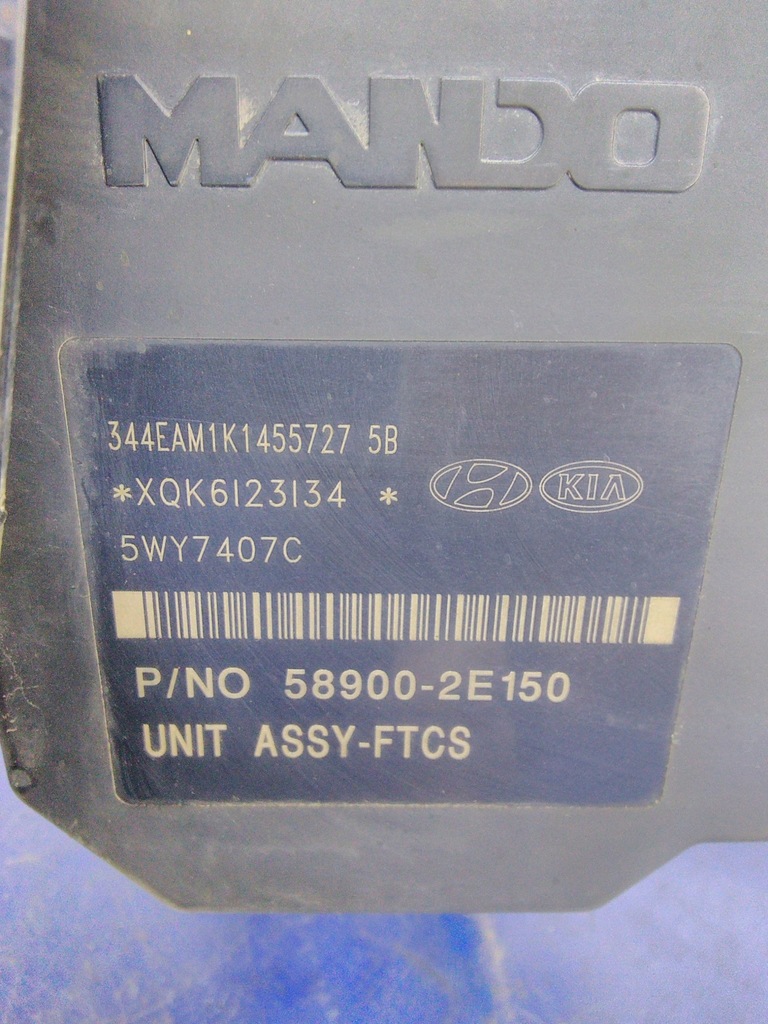 MANDO
344EAM1K1455727 5B
*XQK6123134 *
KIA
5WY7407C
P/NO 58900-2E150
UNIT ASSY-FTCS